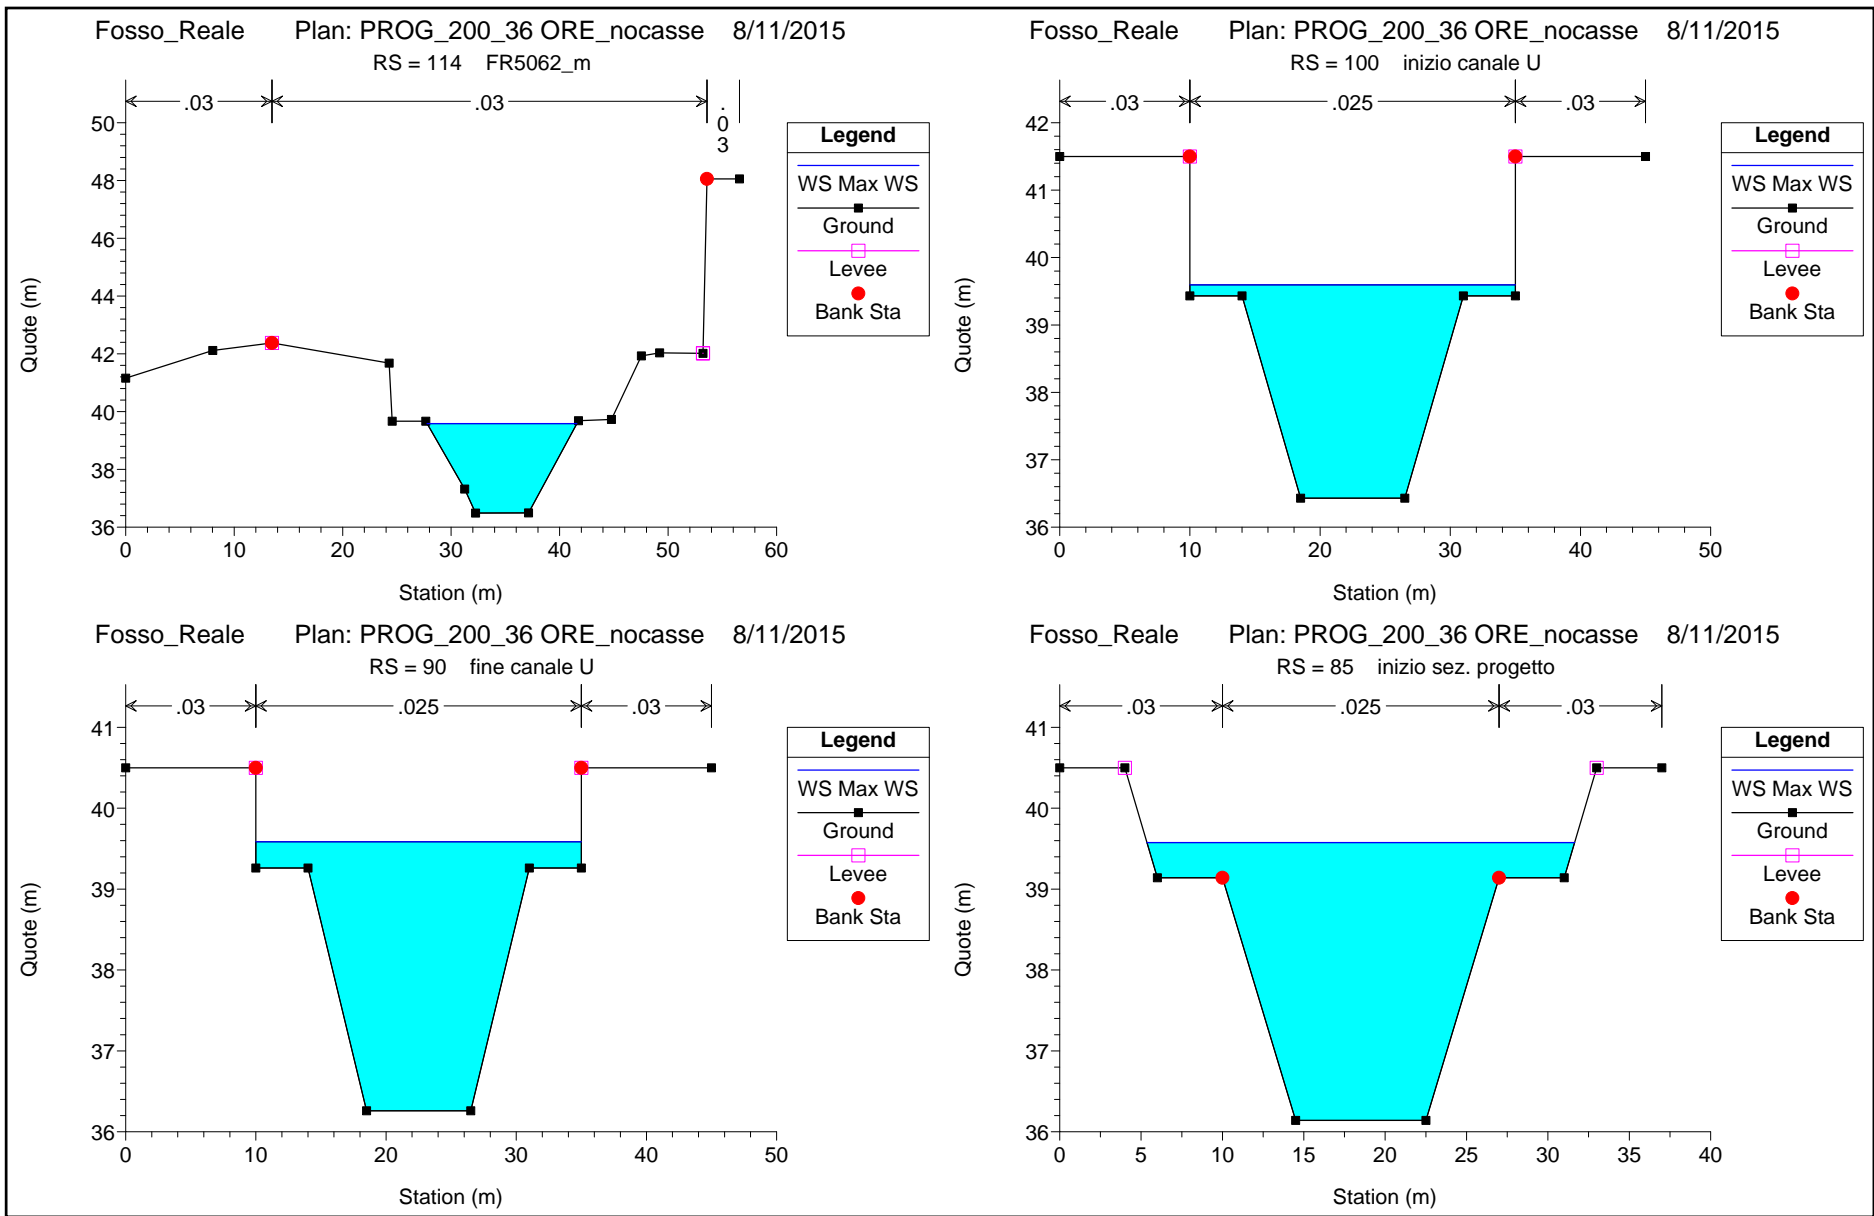 Fosso_Reale Plan: PROG_200_36 ORE_nocasse 8/11/2015
RS = 114 FR5062_m
.03 .03 .03
50
48
46
44
42
40
38
36
0 10 20 30 40 50 60
Quote (m)
Station (m)
Legend
WS Max WS
Ground
Levee
Bank Sta
Fosso_Reale Plan: PROG_200_36 ORE_nocasse 8/11/2015
RS = 100 inizio canale U
.03 .025 .03
42
41
40
39
38
37
36
0 10 20 30 40 50
Quote (m)
Station (m)
Legend
WS Max WS
Ground
Levee
Bank Sta
Fosso_Reale Plan: PROG_200_36 ORE_nocasse 8/11/2015
RS = 90 fine canale U
.03 .025 .03
41
40
39
38
37
36
0 10 20 30 40 50
Quote (m)
Station (m)
Legend
WS Max WS
Ground
Levee
Bank Sta
Fosso_Reale Plan: PROG_200_36 ORE_nocasse 8/11/2015
RS = 85 inizio sez. progetto
.03 .025 .03
41
40
39
38
37
36
0 5 10 15 20 25 30 35 40
Quote (m)
Station (m)
Legend
WS Max WS
Ground
Levee
Bank Sta